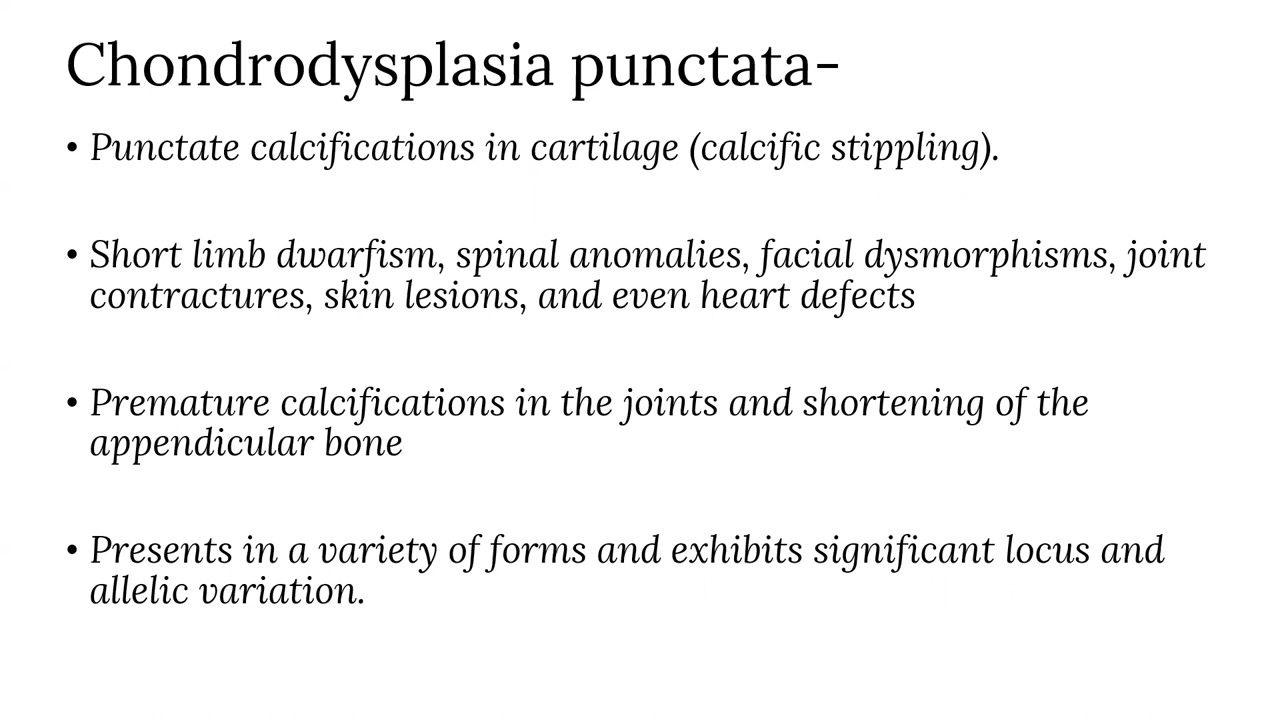 Chondrodysplasia punctata-
• Punctate calcifications in cartilage (calcific stippling).
• Short limb dwarfism, spinal anomalies, facial dysmorphisms, joint
contractures, skin lesions, and even heart defects
• Premature calcifications in the joints and shortening of the
appendicular bone
• Presents in a variety of forms and exhibits significant locus and
allelic variation.